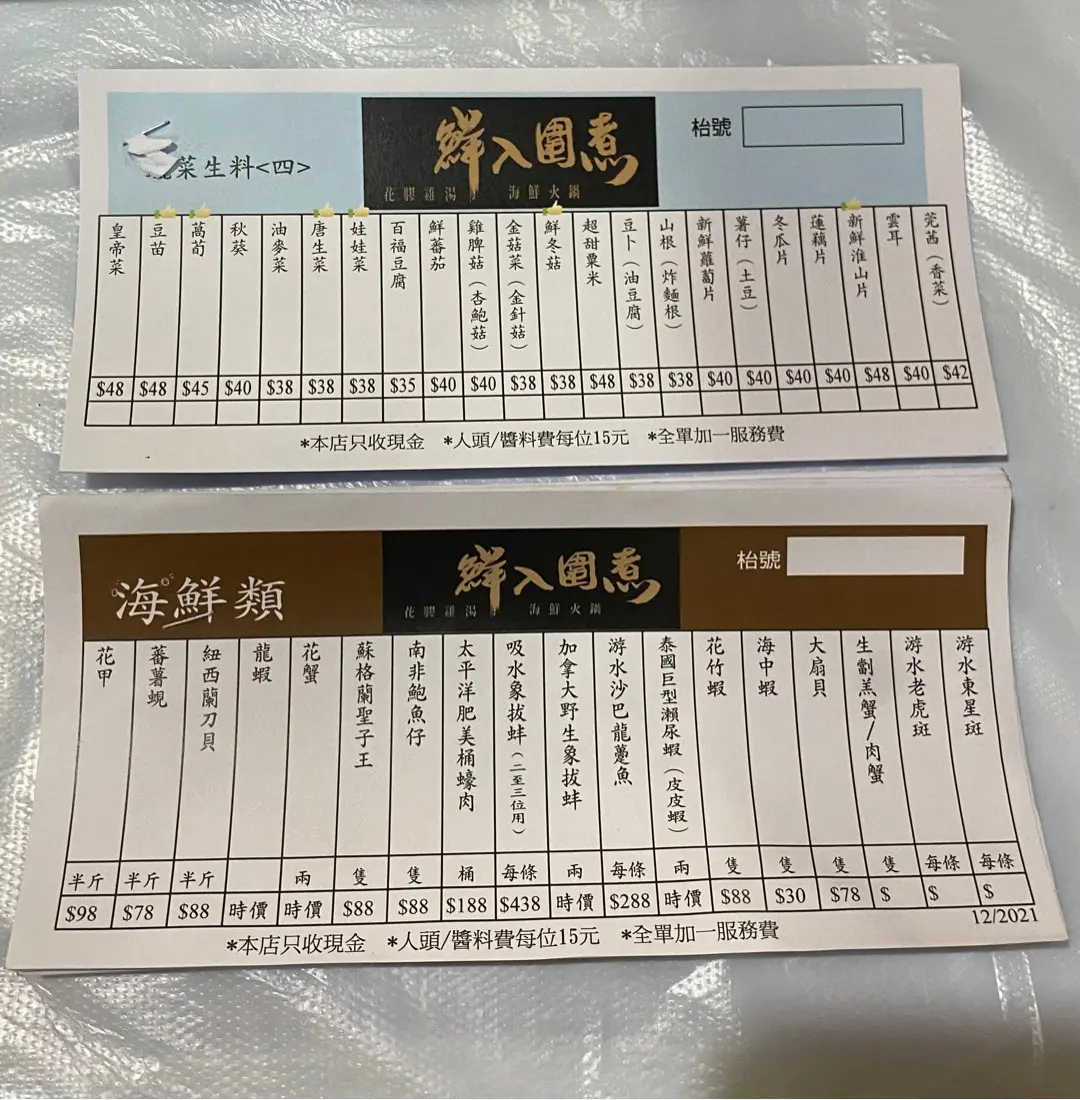 菜生料<四>
鮮入圍煮
花膠雞湯 海鮮火鍋
枱號
皇帝菜
豆苗
萵荀
秋葵
油麥菜
唐生菜
娃娃菜
百福豆腐
鮮蕃茄
雞脾菇（杏鮑菇）
金菇菜（金針菇）
鮮冬菇
超甜粟米
豆卜（油豆腐）
山根（炸麵根）
新鮮蘿蔔片
薯仔（土豆）
冬瓜片
蓮藕片
新鮮淮山片
雲耳
莞茜（香菜）
$48 $48 $45 $40 $38 $38 $38 $35 $40 $40 $38 $38 $48 $38 $38 $40 $40 $40 $40 $48 $40 $42
*本店只收現金 *人頭/醬料費每位15元 *全單加一服務費
海鮮類
鮮入圍煮
花膠雞湯 海鮮火鍋
枱號
花甲
蕃薯蜆
紐西蘭刀貝
龍蝦
花蟹
蘇格蘭聖子王
南非鮑魚仔
太平洋肥美桶蠔肉
吸水象拔蚌（二至三位用）
加拿大野生象拔蚌
游水沙巴龍躉魚
泰國巨型瀨尿蝦（皮皮蝦）
花竹蝦
海中蝦
大扇貝
生劏羔蟹/肉蟹
游水老虎斑
游水東星斑
半斤 半斤 半斤 兩 隻 隻 桶 每條 兩 每條 兩 隻 隻 隻 隻 每條 每條
$98 $78 $88 時價 時價 $88 $88 $188 $438 時價 $288 時價 $88 $30 $78 $ $ $
12/2021
*本店只收現金 *人頭/醬料費每位15元 *全單加一服務費